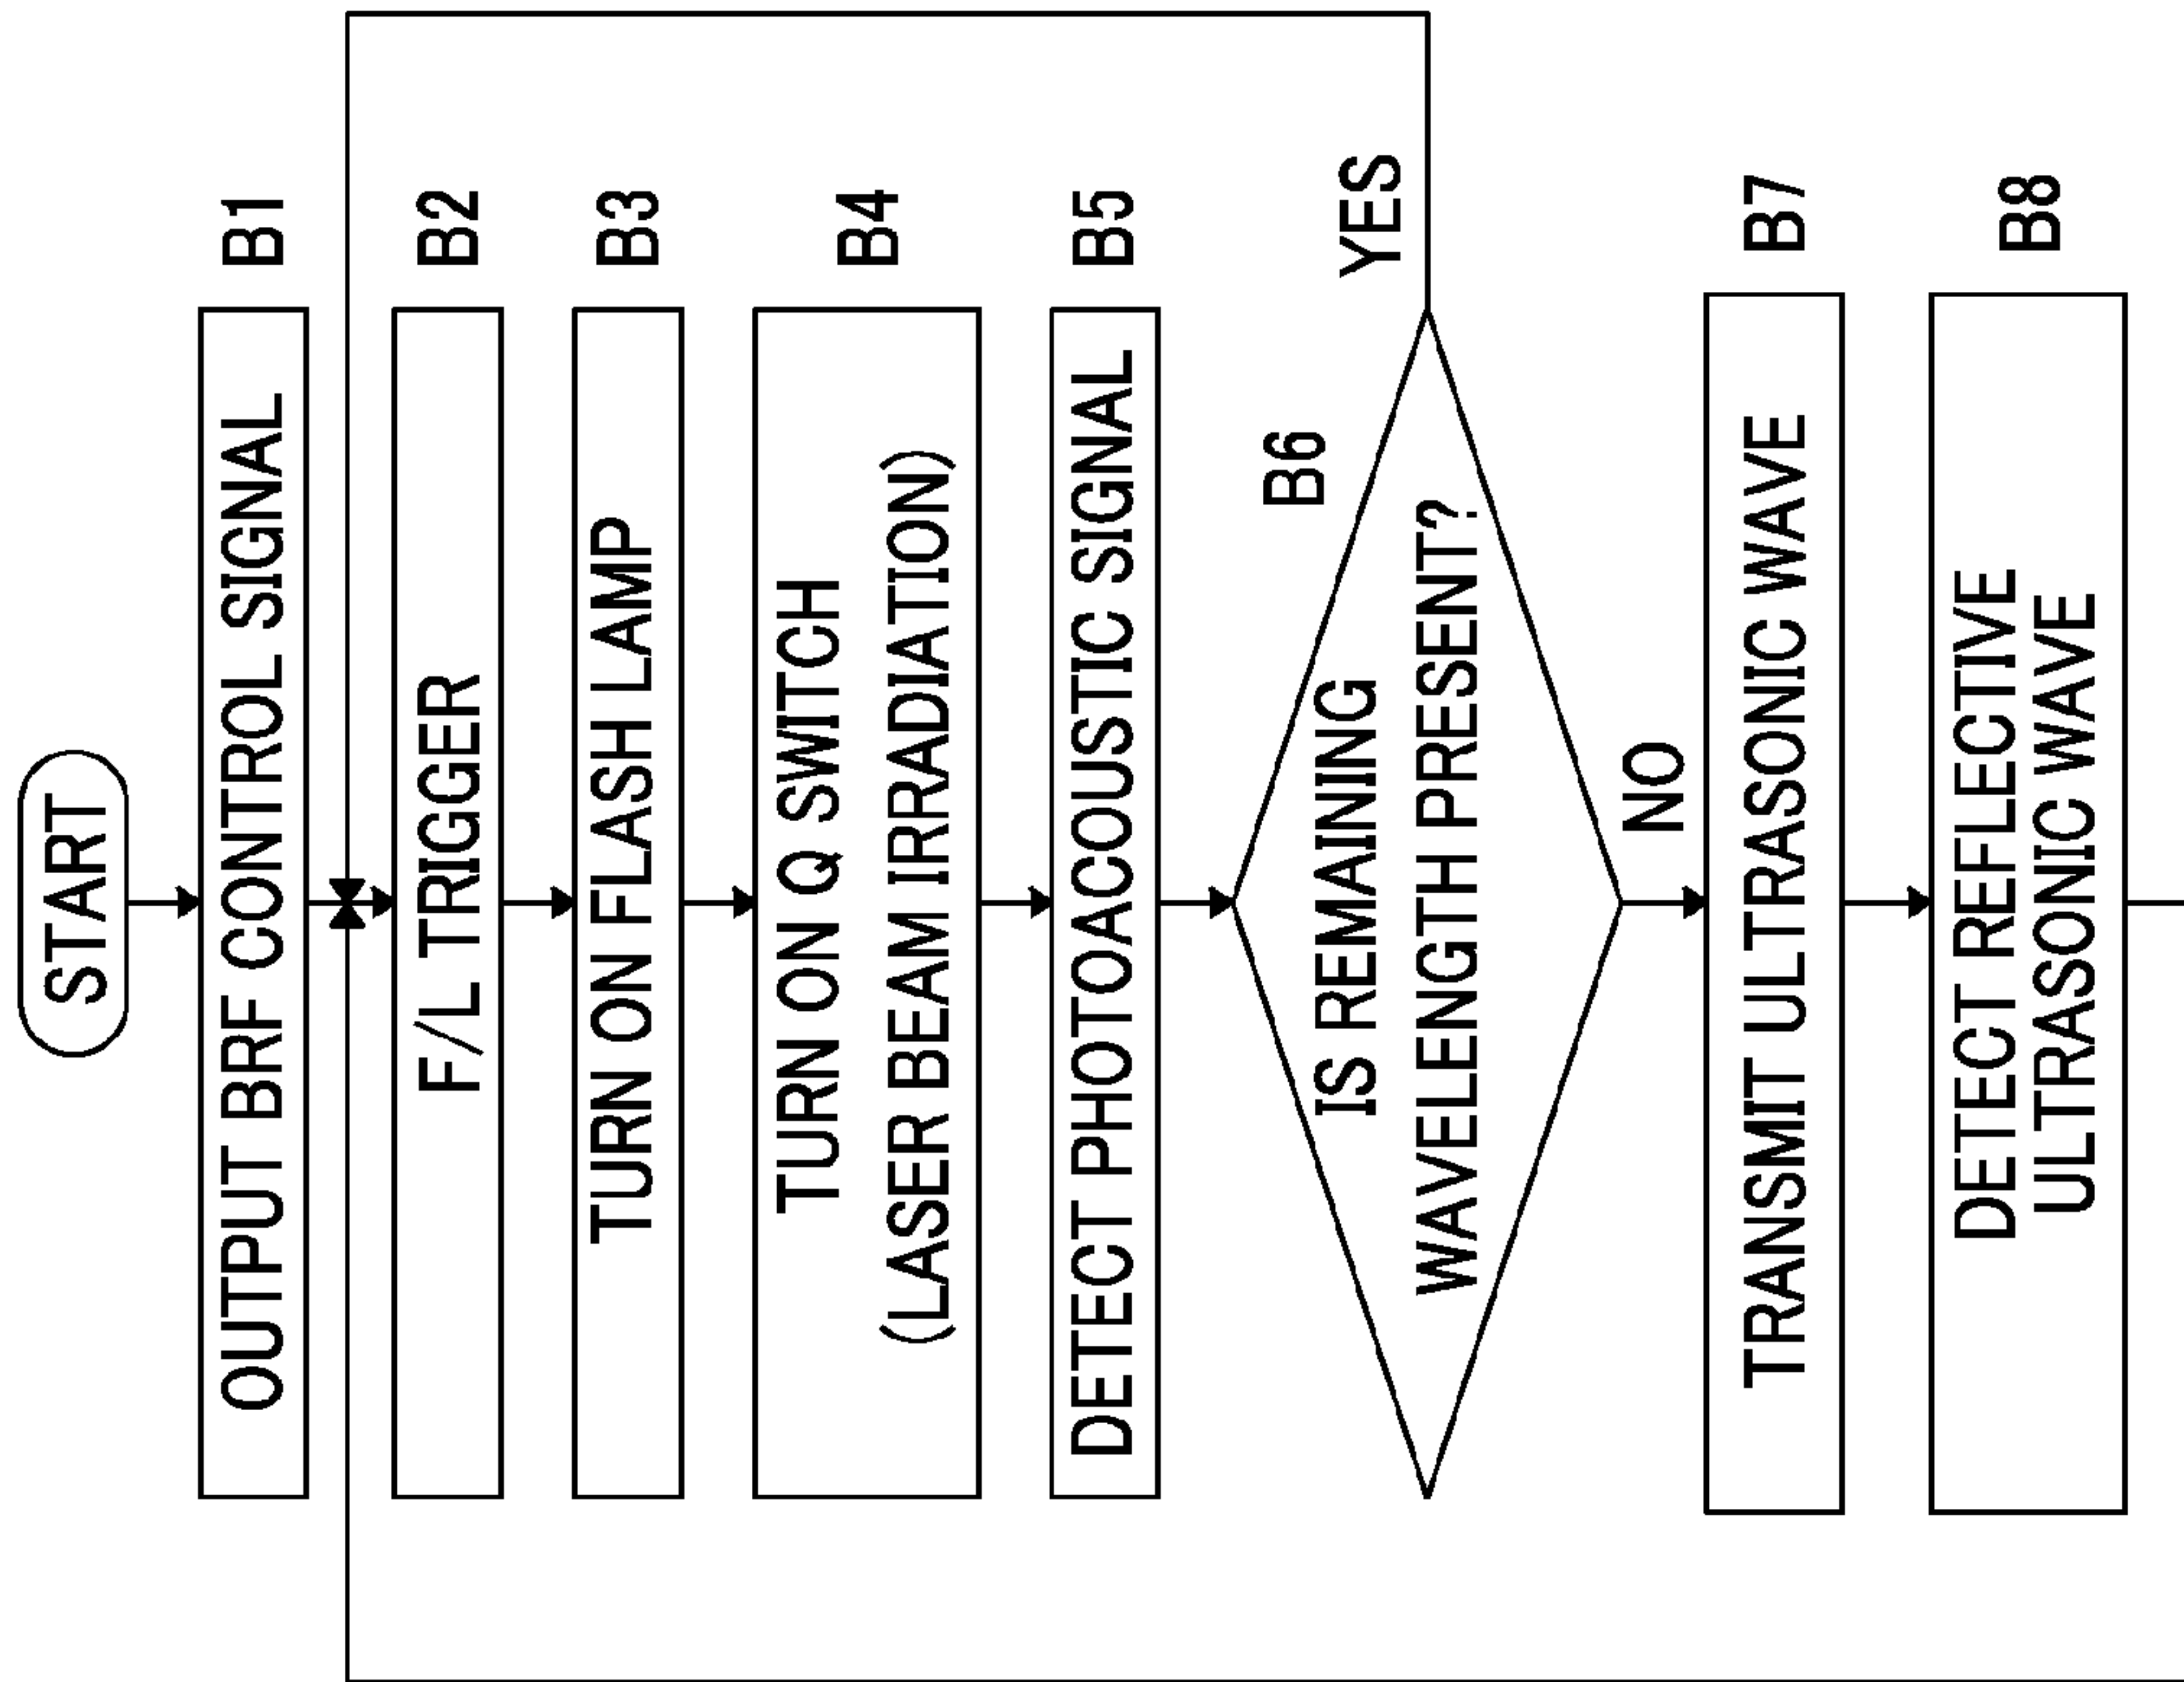 START
OUTPUT BRF CONTROL SIGNAL
B1
F/L TRIGGER
B2
TURN ON FLASH LAMP
B3
TURN ON Q SWITCH
(LASER BEAM IRRADIATION)
B4
DETECT PHOTOACOUSTIC SIGNAL
B5
B6
IS REMAINING
WAVELENGTH PRESENT?
YES
NO
TRANSMIT ULTRASONIC WAVE
B7
DETECT REFLECTIVE
ULTRASONIC WAVE
B8